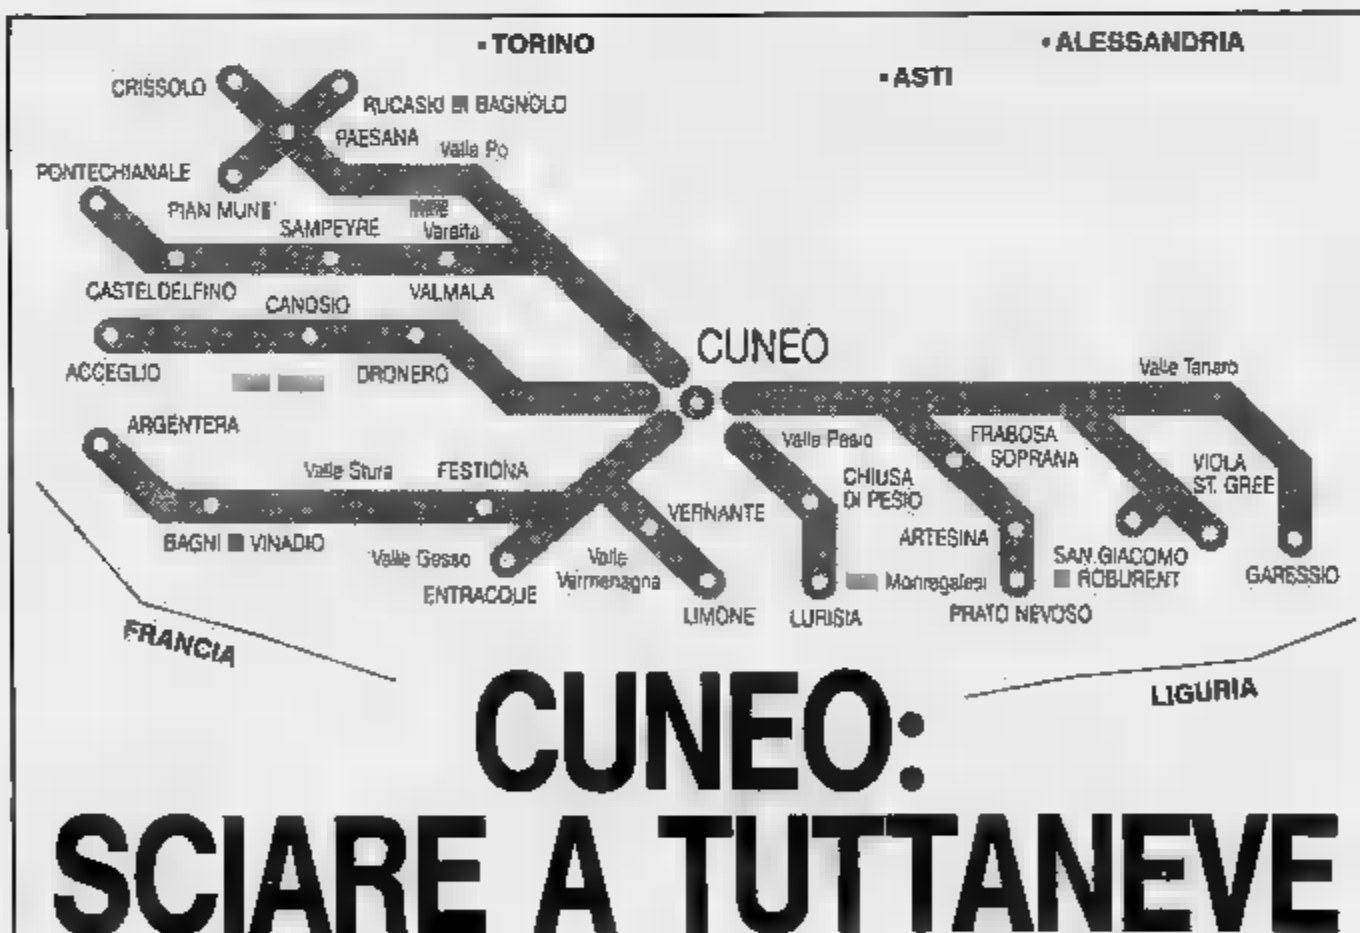 TORINO
ALESSANDRIA
ASTI
CRISSOLO
RUCASKI BAGNOLO
PAESANA
Valle Po
PONTECHIANALE
PIAN MUNE'
SAMPEYRE
Varaita
CASTELDELFINO
CANOSIO
VALMALA
CUNEO
ACCEGLIO
DRONERO
Valle Tanaro
ARGENTERA
Valle Stura
FESTIONA
Valle Pesio
FRABOSA
SOPRANA
CHIUSA
DI PESIO
VIOLA
ST. GREE
VERNANTE
BAGNI VINADIO
ARTESINA
Valle Gesso
ENTRACQUE
Valle
Vermenagna
LIMONE
LURISIA
Monregalesi
PRATO NEVOSO
SAN GIACOMO
ROBURENT
GARESSIO
FRANCIA
LIGURIA
CUNEO:
SCIARE A TUTTANEVE